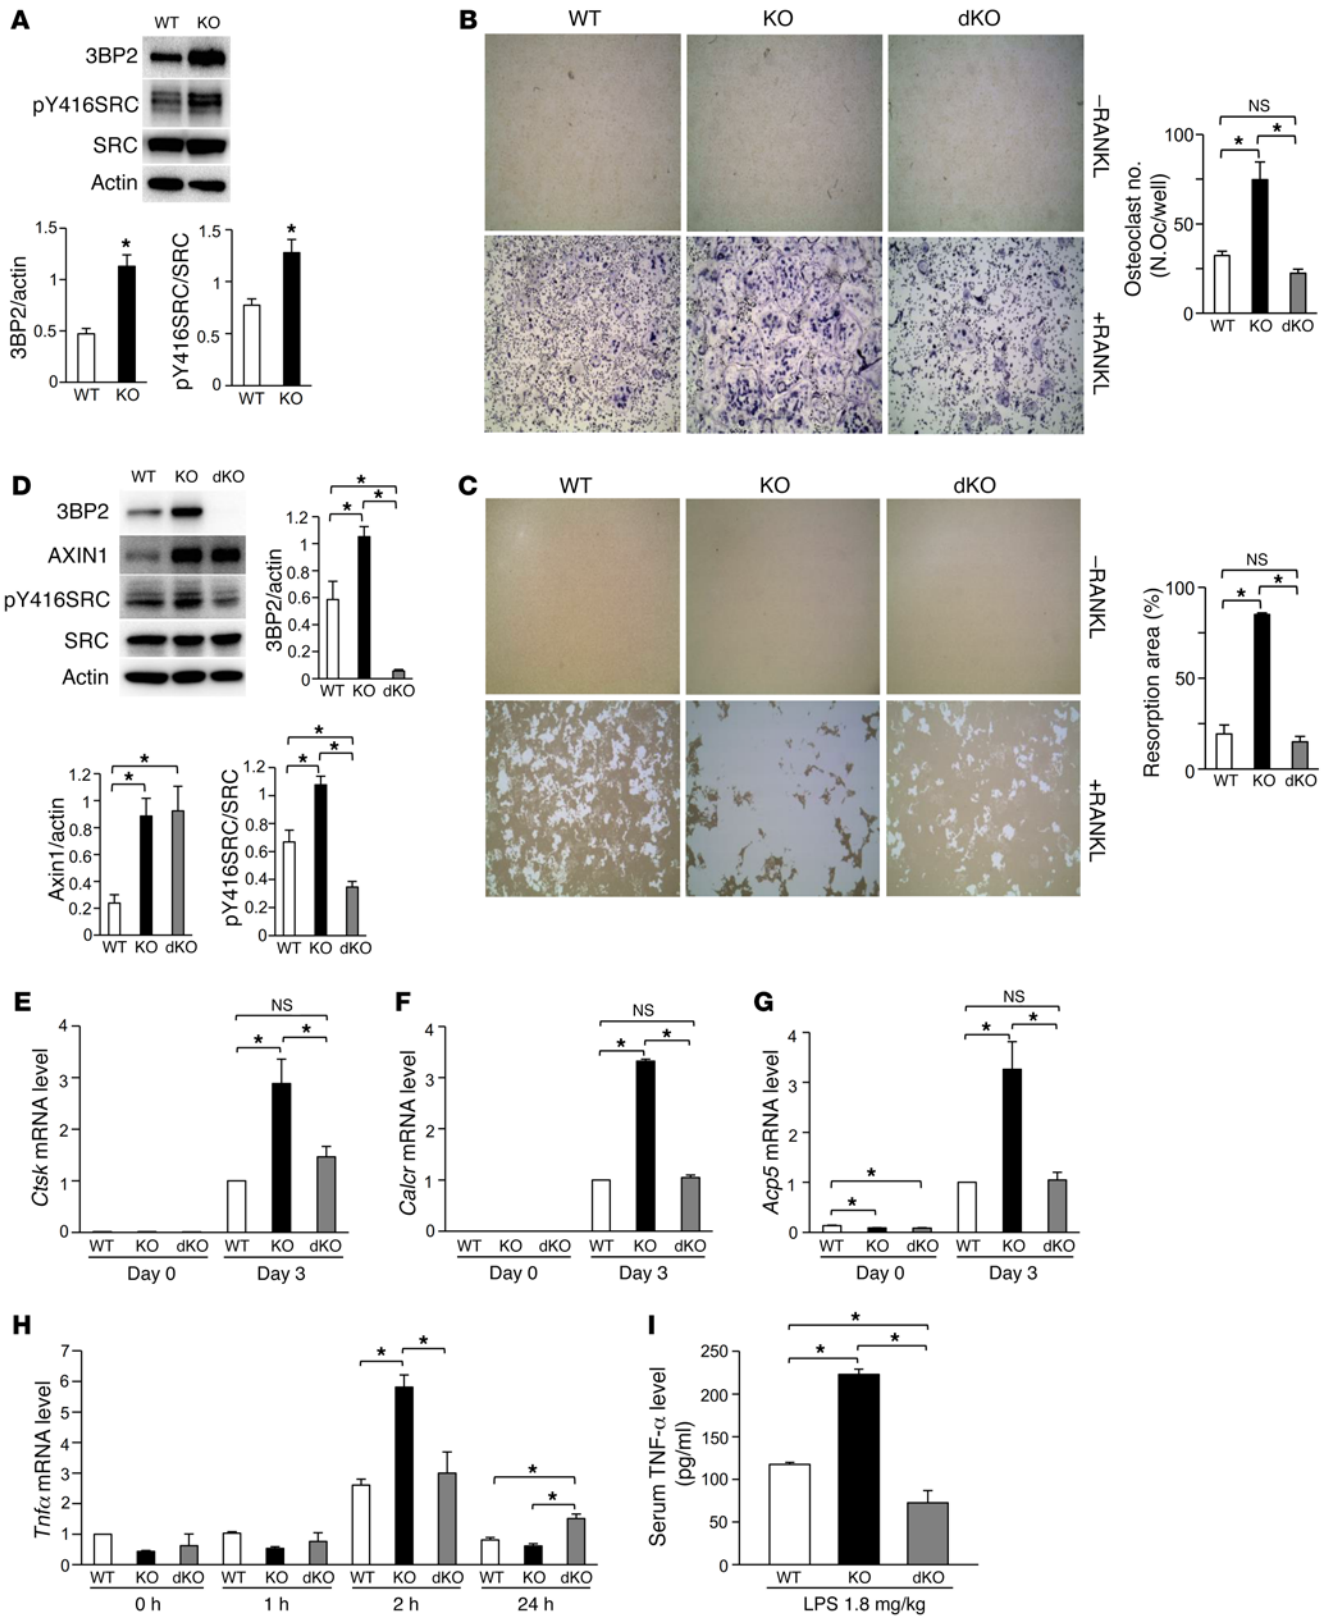 A
WT KO
3BP2
pY416SRC
SRC
Actin
1.5
1
0.5
0
3BP2/actin
*
WT KO
1.5
1
0.5
0
pY416SRC/SRC
*
WT KO
B
WT KO dKO
–RANKL
+RANKL
NS
* *
100
50
0
Osteoclast no.
(N.Oc/well)
WT KO dKO
D
WT KO dKO
3BP2
AXIN1
pY416SRC
SRC
Actin
*
*
*
1.2
1
0.8
0.6
0.4
0.2
0
3BP2/actin
WT KO dKO
*
*
1.2
1
0.8
0.6
0.4
0.2
0
Axin1/actin
WT KO dKO
*
*
*
1.2
1
0.8
0.6
0.4
0.2
0
pY416SRC/SRC
WT KO dKO
C
WT KO dKO
–RANKL
+RANKL
NS
*
*
100
50
0
Resorption area (%)
WT KO dKO
E
NS
*
*
4
3
2
1
0
Ctsk mRNA level
WT KO dKO WT KO dKO
Day 0 Day 3
F
NS
*
*
4
3
2
1
0
Calcr mRNA level
WT KO dKO WT KO dKO
Day 0 Day 3
G
NS
*
*
*
*
4
3
2
1
0
Acp5 mRNA level
WT KO dKO WT KO dKO
Day 0 Day 3
H
*
*
*
*
7
6
5
4
3
2
1
0
Tnfα mRNA level
WT KO dKO WT KO dKO WT KO dKO WT KO dKO
0 h 1 h 2 h 24 h
I
*
*
*
250
200
150
100
50
0
Serum TNF-α level
(pg/ml)
WT KO dKO
LPS 1.8 mg/kg